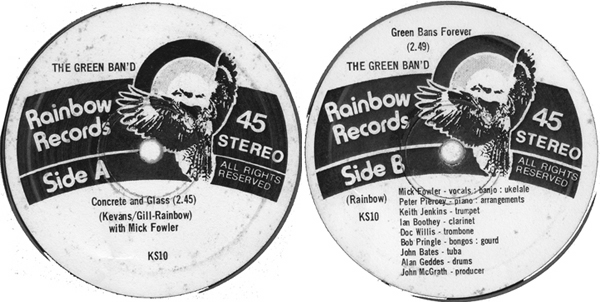 THE GREEN BAN'D
Rainbow
Records
45
STEREO
Side A
ALL RIGHTS
RESERVED
Concrete and Glass (2.45)
(Kevans/Gill-Rainbow)
with Mick Fowler
KS10
Green Bans Forever
(2.49)
THE GREEN BAN'D
Rainbow
Records
45
STEREO
Side B
ALL RIGHTS
RESERVED
(Rainbow)
KS10
Mick Fowler - vocals : banjo : ukelale
Peter Piercey - piano : arrangements
Keith Jenkins - trumpet
Ian Boothey - clarinet
Doc Willis - trombone
Bob Pringle - bongos : gourd
John Bates - tuba
Alan Geddes - drums
John McGrath - producer